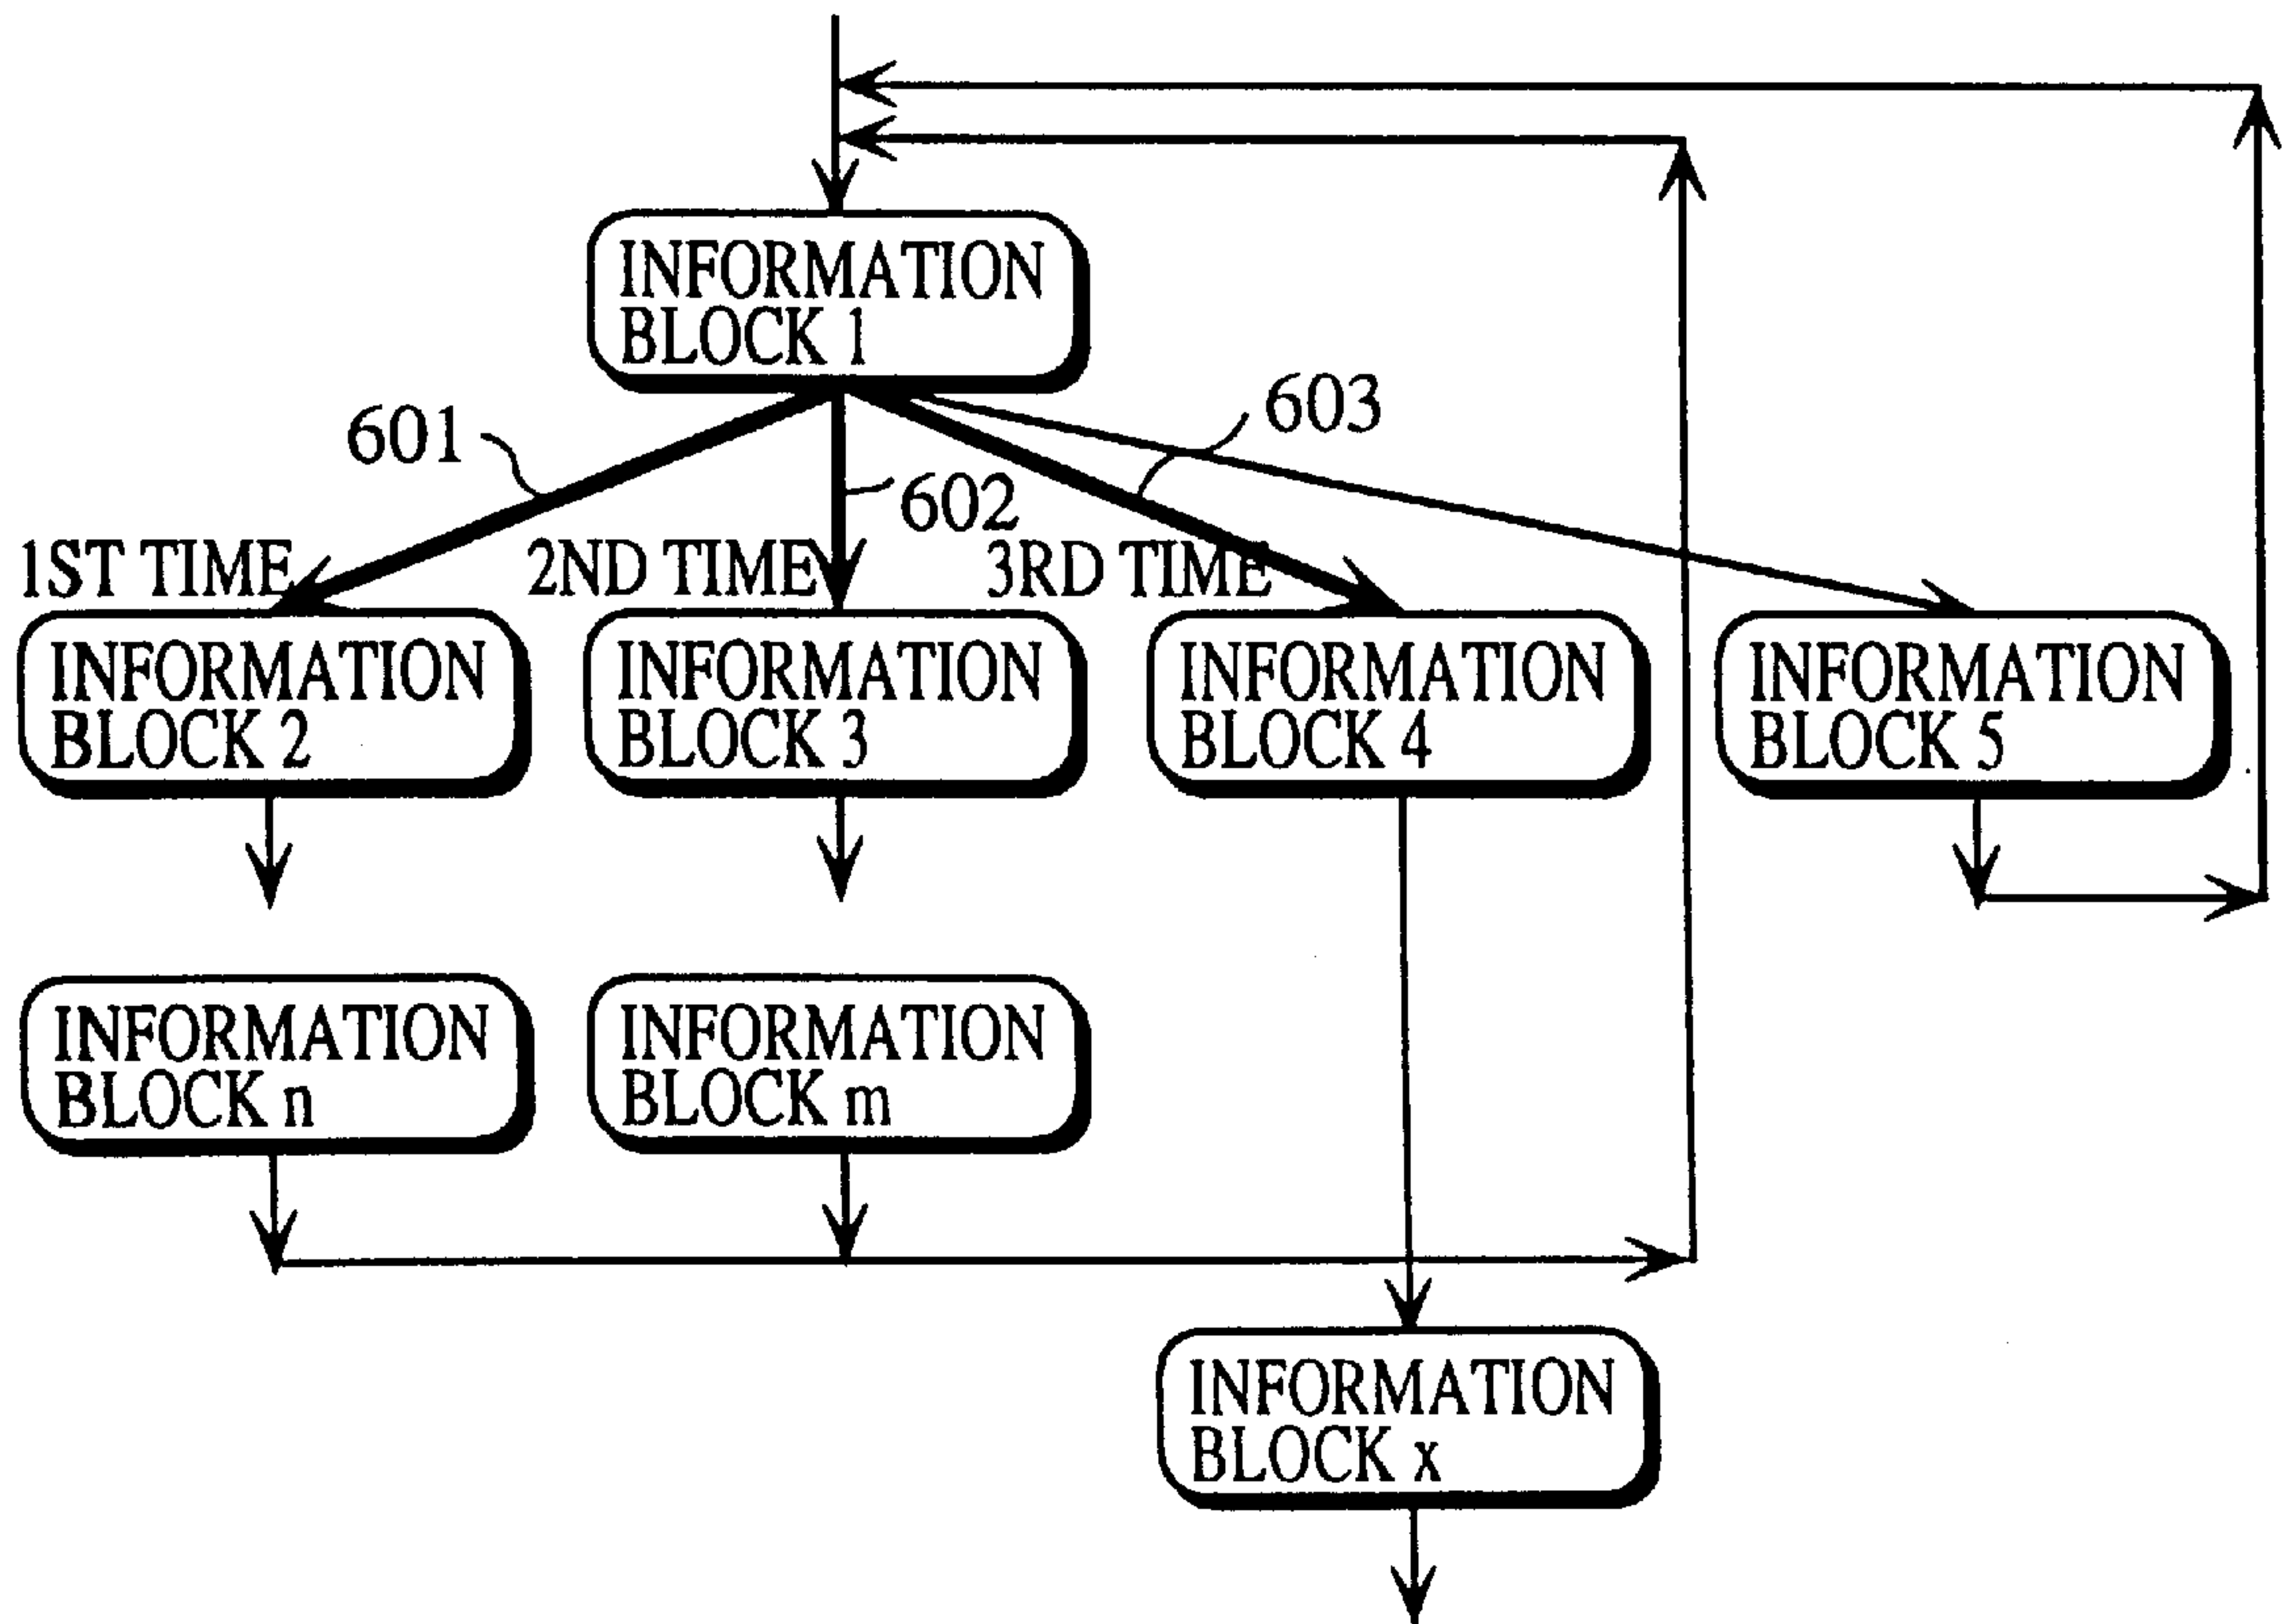 INFORMATION
BLOCK 1
601
602
603
1ST TIME
2ND TIME
3RD TIME
INFORMATION
BLOCK 2
INFORMATION
BLOCK 3
INFORMATION
BLOCK 4
INFORMATION
BLOCK 5
INFORMATION
BLOCK n
INFORMATION
BLOCK m
INFORMATION
BLOCK x